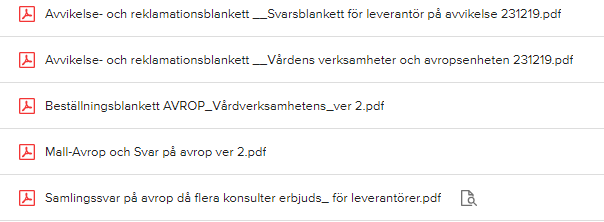 Avvikelse- och reklamationsblankett __Svarsblankett för leverantör på avvikelse 231219.pdf
Avvikelse- och reklamationsblankett __Vårdens verksamheter och avropsenheten 231219.pdf
Beställningsblankett AVROP_Vårdverksamhetens_ver 2.pdf
Mall-Avrop och Svar på avrop ver 2.pdf
Samlingssvar på avrop då flera konsulter erbjuds_ för leverantörer.pdf